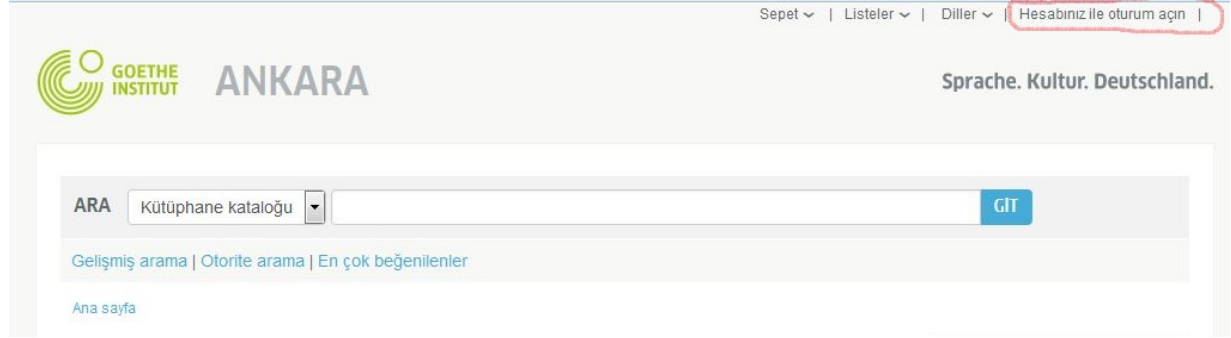 Sepet | Listeler | Diller | Hesabınız ile oturum açın |
GOETHE
INSTITUT
ANKARA
Sprache. Kultur. Deutschland.
ARA Kütüphane kataloğu GİT
Gelişmiş arama | Otorite arama | En çok beğenilenler
Ana sayfa